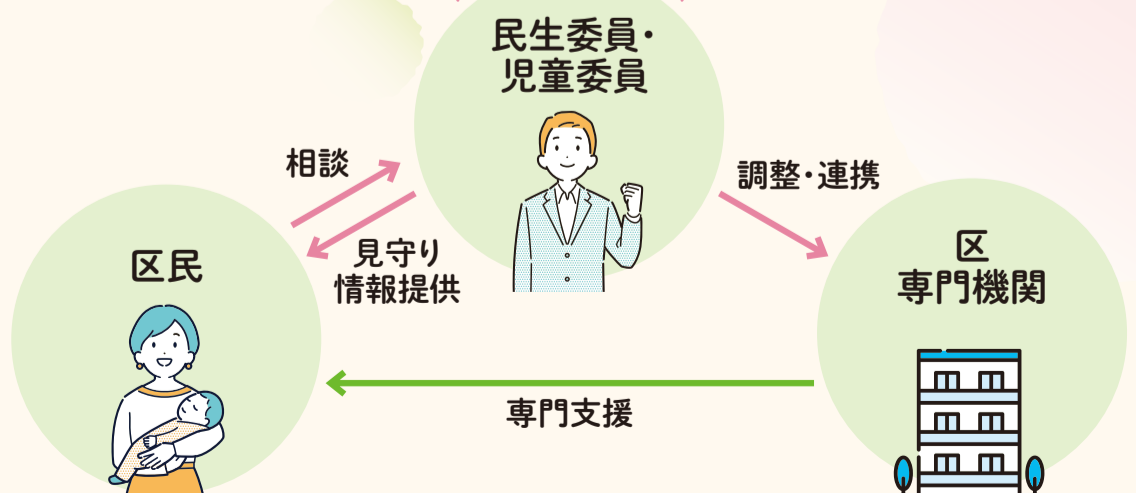 民生委員・
児童委員
相談
調整・連携
見守り
情報提供
区民
区
専門機関
専門支援